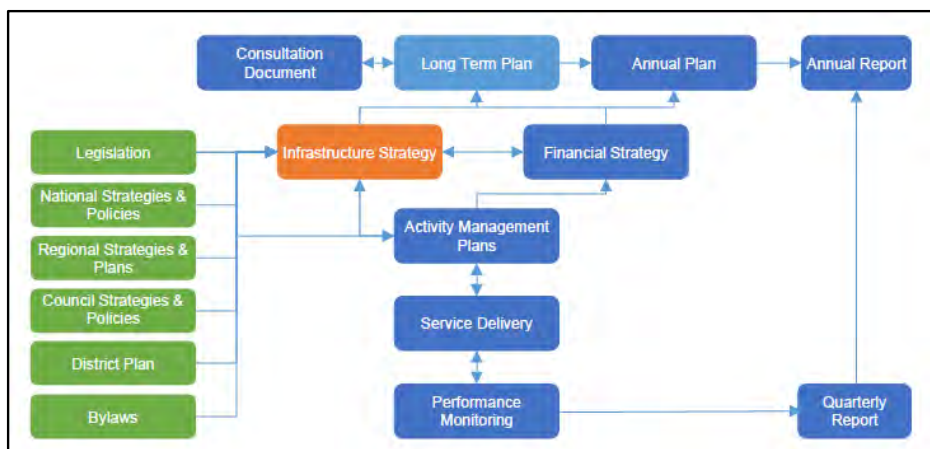 Consultation
Document
Long Term Plan
Annual Plan
Annual Report
Legislation
Infrastructure Strategy
Financial Strategy
National Strategies &
Policies
Activity Management
Plans
Regional Strategies &
Plans
Council Strategies &
Policies
Service Delivery
District Plan
Bylaws
Performance
Monitoring
Quarterly
Report